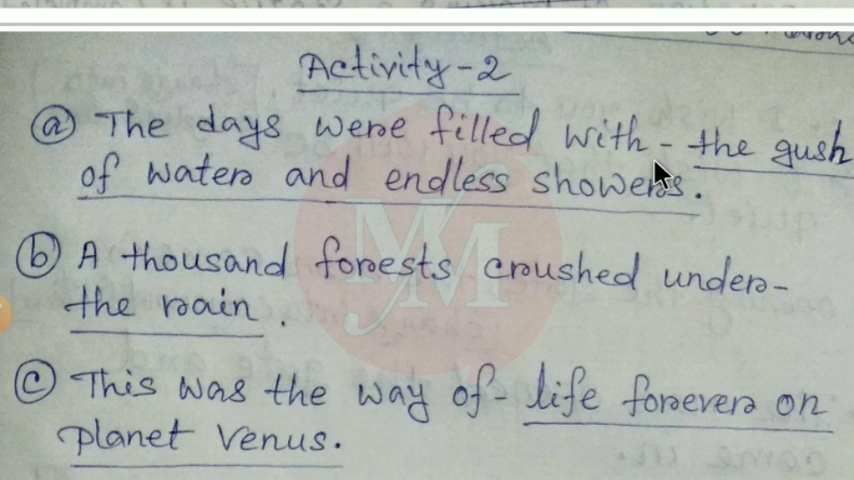 Activity-2
ⓐ The days were filled with - the gush
of water and endless showers.
ⓑ A thousand forests crushed under-
the rain.
ⓒ This was the way of - life forever on
planet Venus.
MM